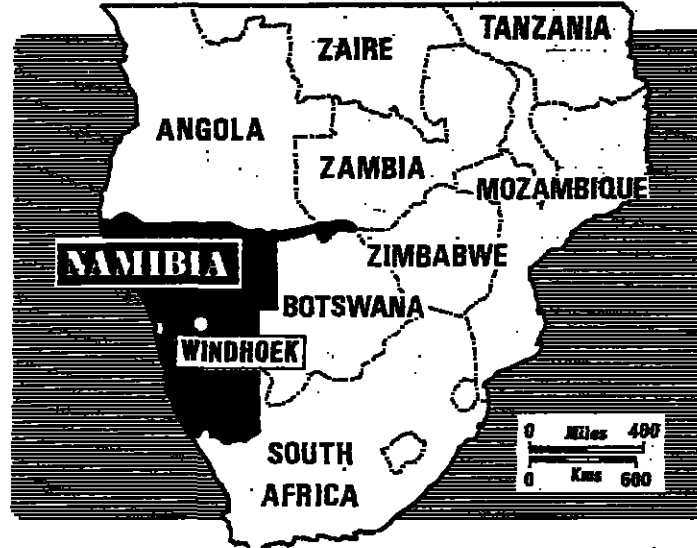 TANZANIA
ZAIRE
ANGOLA
ZAMBIA
MOZAMBIQUE
NAMIBIA
ZIMBABWE
BOTSWANA
WINDHOEK
SOUTH
AFRICA
0 Miles 400
0 Kms 600